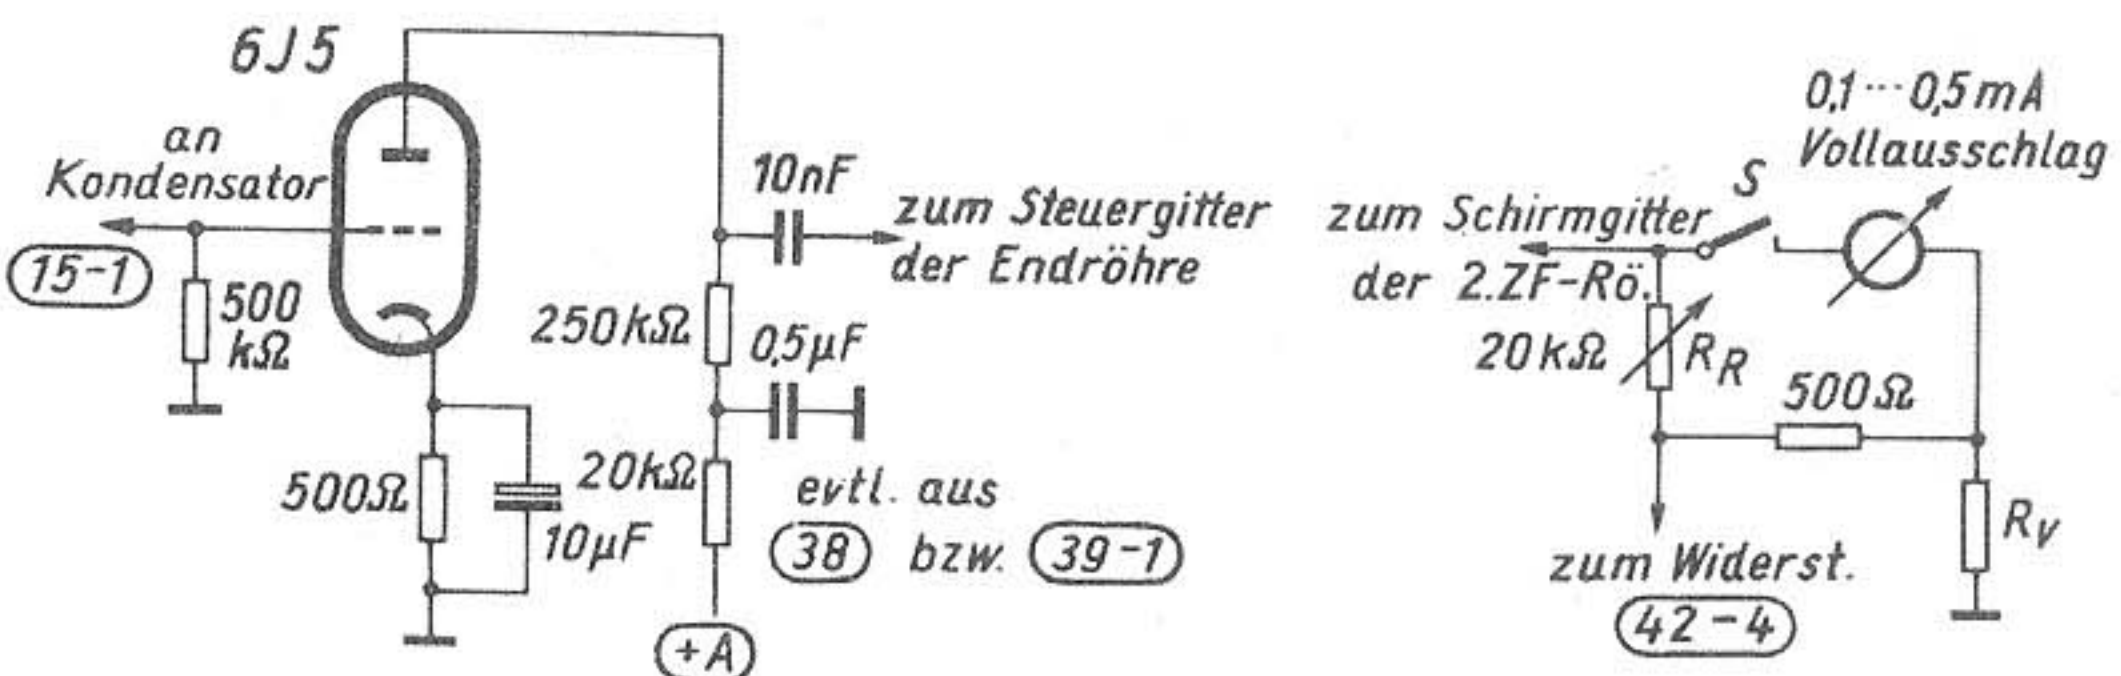 6J5
an
Kondensator
15-1
500
kΩ
500Ω
10µF
10nF
zum Steuergitter
der Endröhre
250kΩ
0,5µF
20kΩ
evtl. aus
38 bzw. 39-1
+A
0,1···0,5mA
Vollausschlag
S
zum Schirmgitter
der 2.ZF-Rö.
20kΩ
RR
500Ω
RV
zum Widerst.
42-4